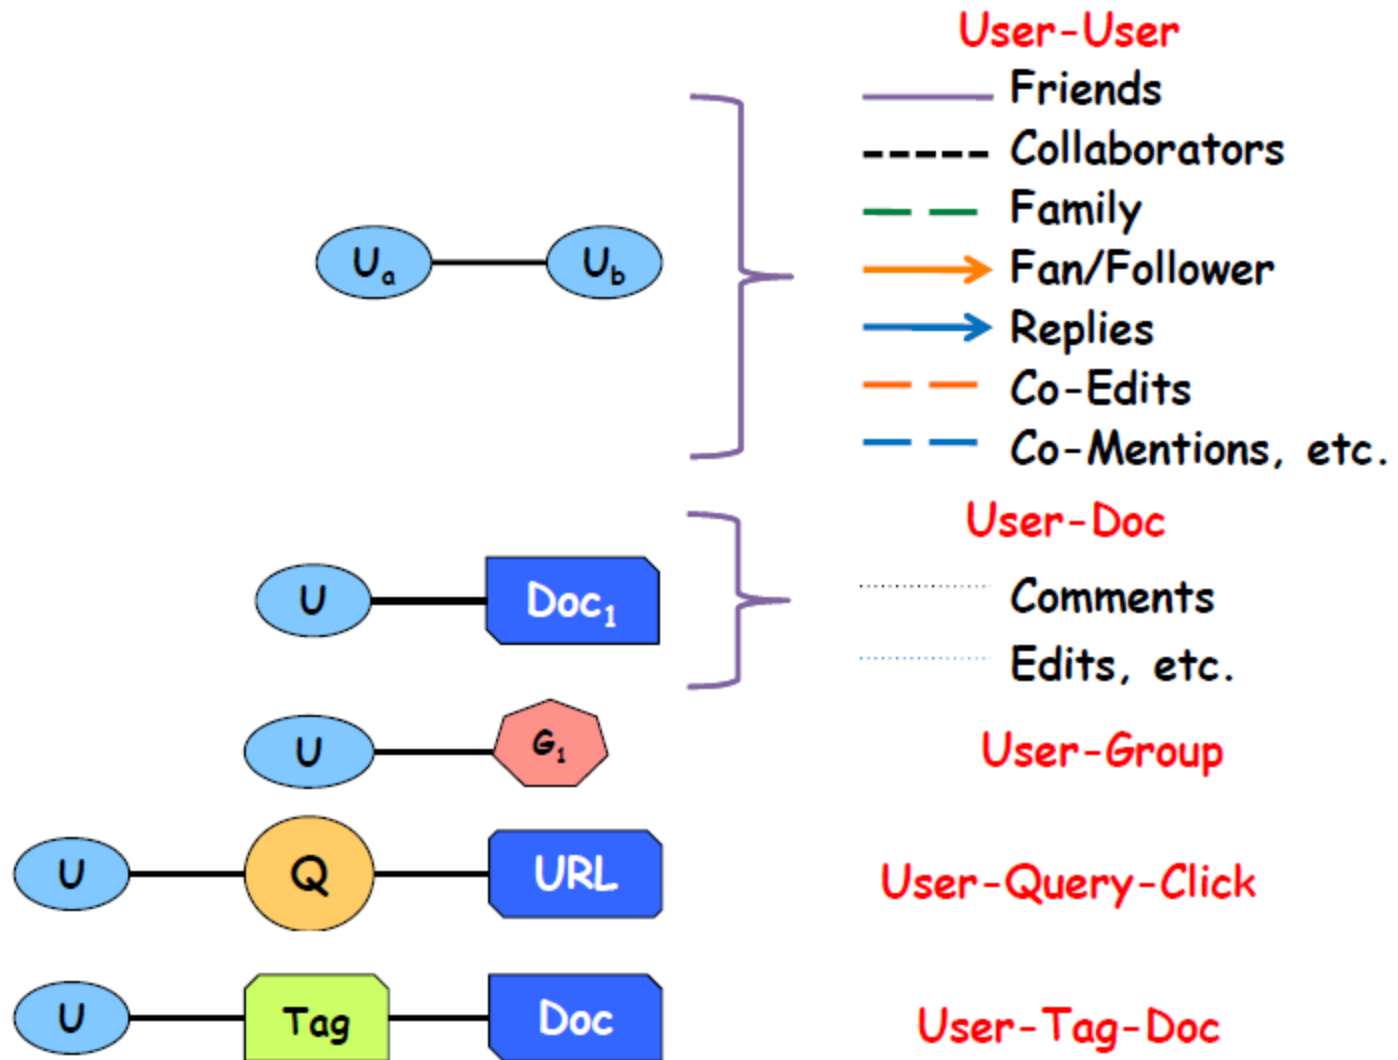 User-User
Friends
Collaborators
Family
Uₐ U_b
Fan/Follower
Replies
Co-Edits
Co-Mentions, etc.
User-Doc
U Doc₁
Comments
Edits, etc.
U G₁
User-Group
U Q URL
User-Query-Click
U Tag Doc
User-Tag-Doc